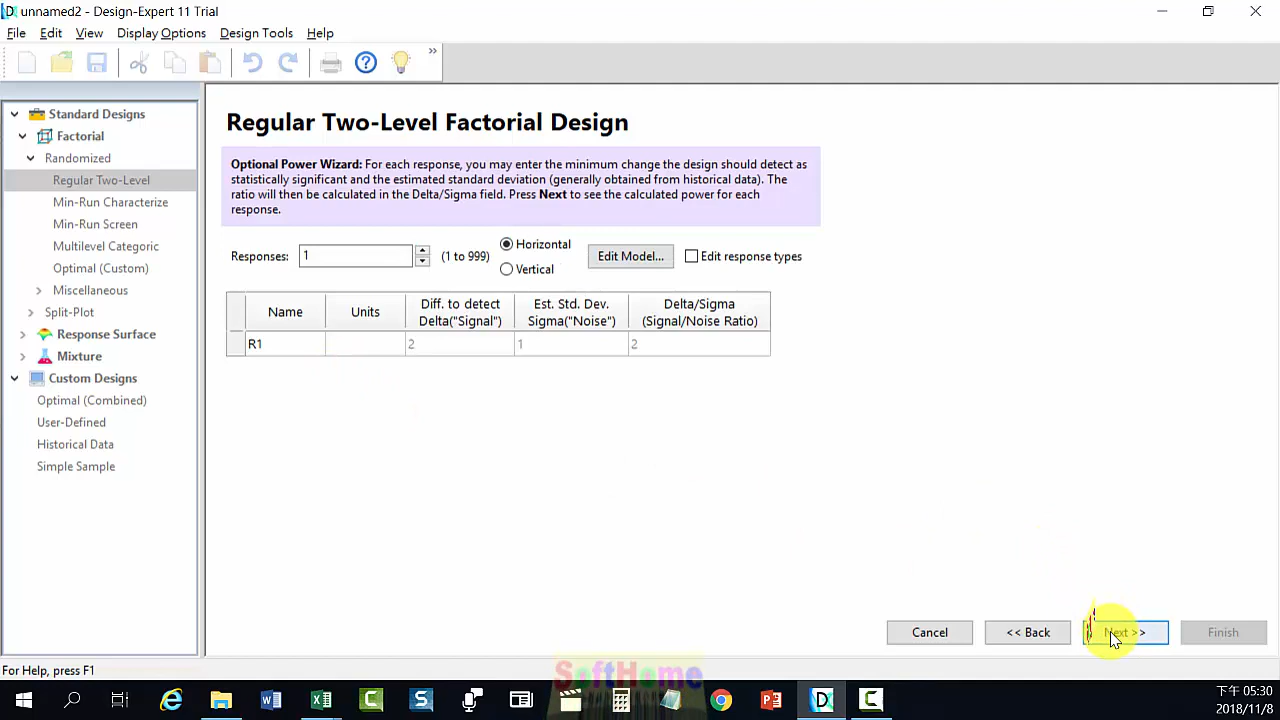 unnamed2 - Design-Expert 11 Trial
File Edit View Display Options Design Tools Help
Standard Designs
Factorial
Randomized
Regular Two-Level
Min-Run Characterize
Min-Run Screen
Multilevel Categoric
Optimal (Custom)
Miscellaneous
Split-Plot
Response Surface
Mixture
Custom Designs
Optimal (Combined)
User-Defined
Historical Data
Simple Sample
Regular Two-Level Factorial Design
Optional Power Wizard: For each response, you may enter the minimum change the design should detect as
statistically significant and the estimated standard deviation (generally obtained from historical data). The
ratio will then be calculated in the Delta/Sigma field. Press Next to see the calculated power for each
response.
Responses: 1 (1 to 999)
Horizontal
Vertical
Edit Model...
Edit response types
Name Units Diff. to detect Delta("Signal") Est. Std. Dev. Sigma("Noise") Delta/Sigma (Signal/Noise Ratio)
R1 2 1 2
Cancel << Back Next >> Finish
For Help, press F1
SoftHome
下午 05:30
2018/11/8